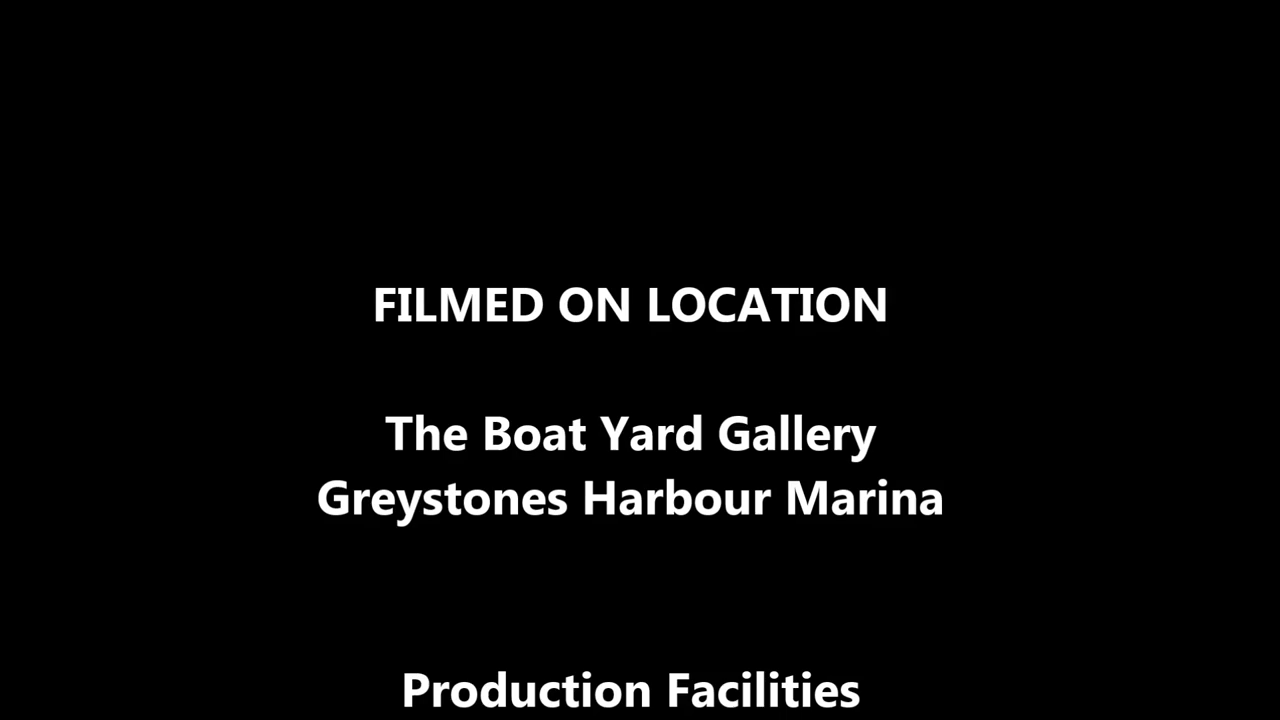 FILMED ON LOCATION
The Boat Yard Gallery
Greystones Harbour Marina
Production Facilities